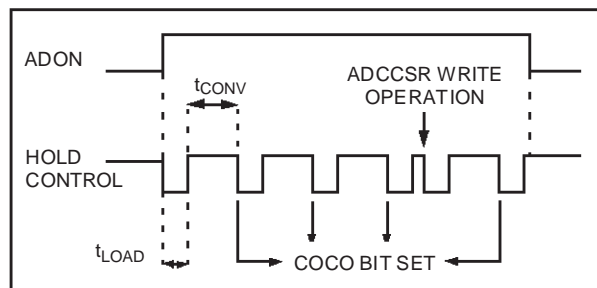 ADON
ADCCSR WRITE
OPERATION
tCONV
HOLD
CONTROL
tLOAD
COCO BIT SET